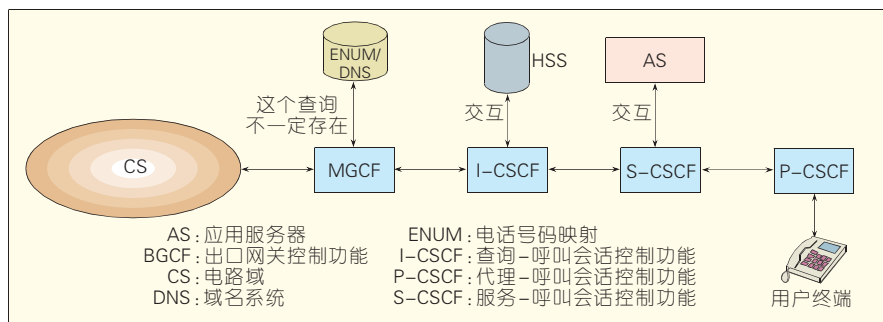 ENUM/
DNS
HSS
AS
这个查询
不一定存在
交互
交互
CS
MGCF
I-CSCF
S-CSCF
P-CSCF
AS:应用服务器
BGCF:出口网关控制功能
CS:电路域
DNS:域名系统
ENUM:电话号码映射
I-CSCF:查询-呼叫会话控制功能
P-CSCF:代理-呼叫会话控制功能
S-CSCF:服务-呼叫会话控制功能
用户终端